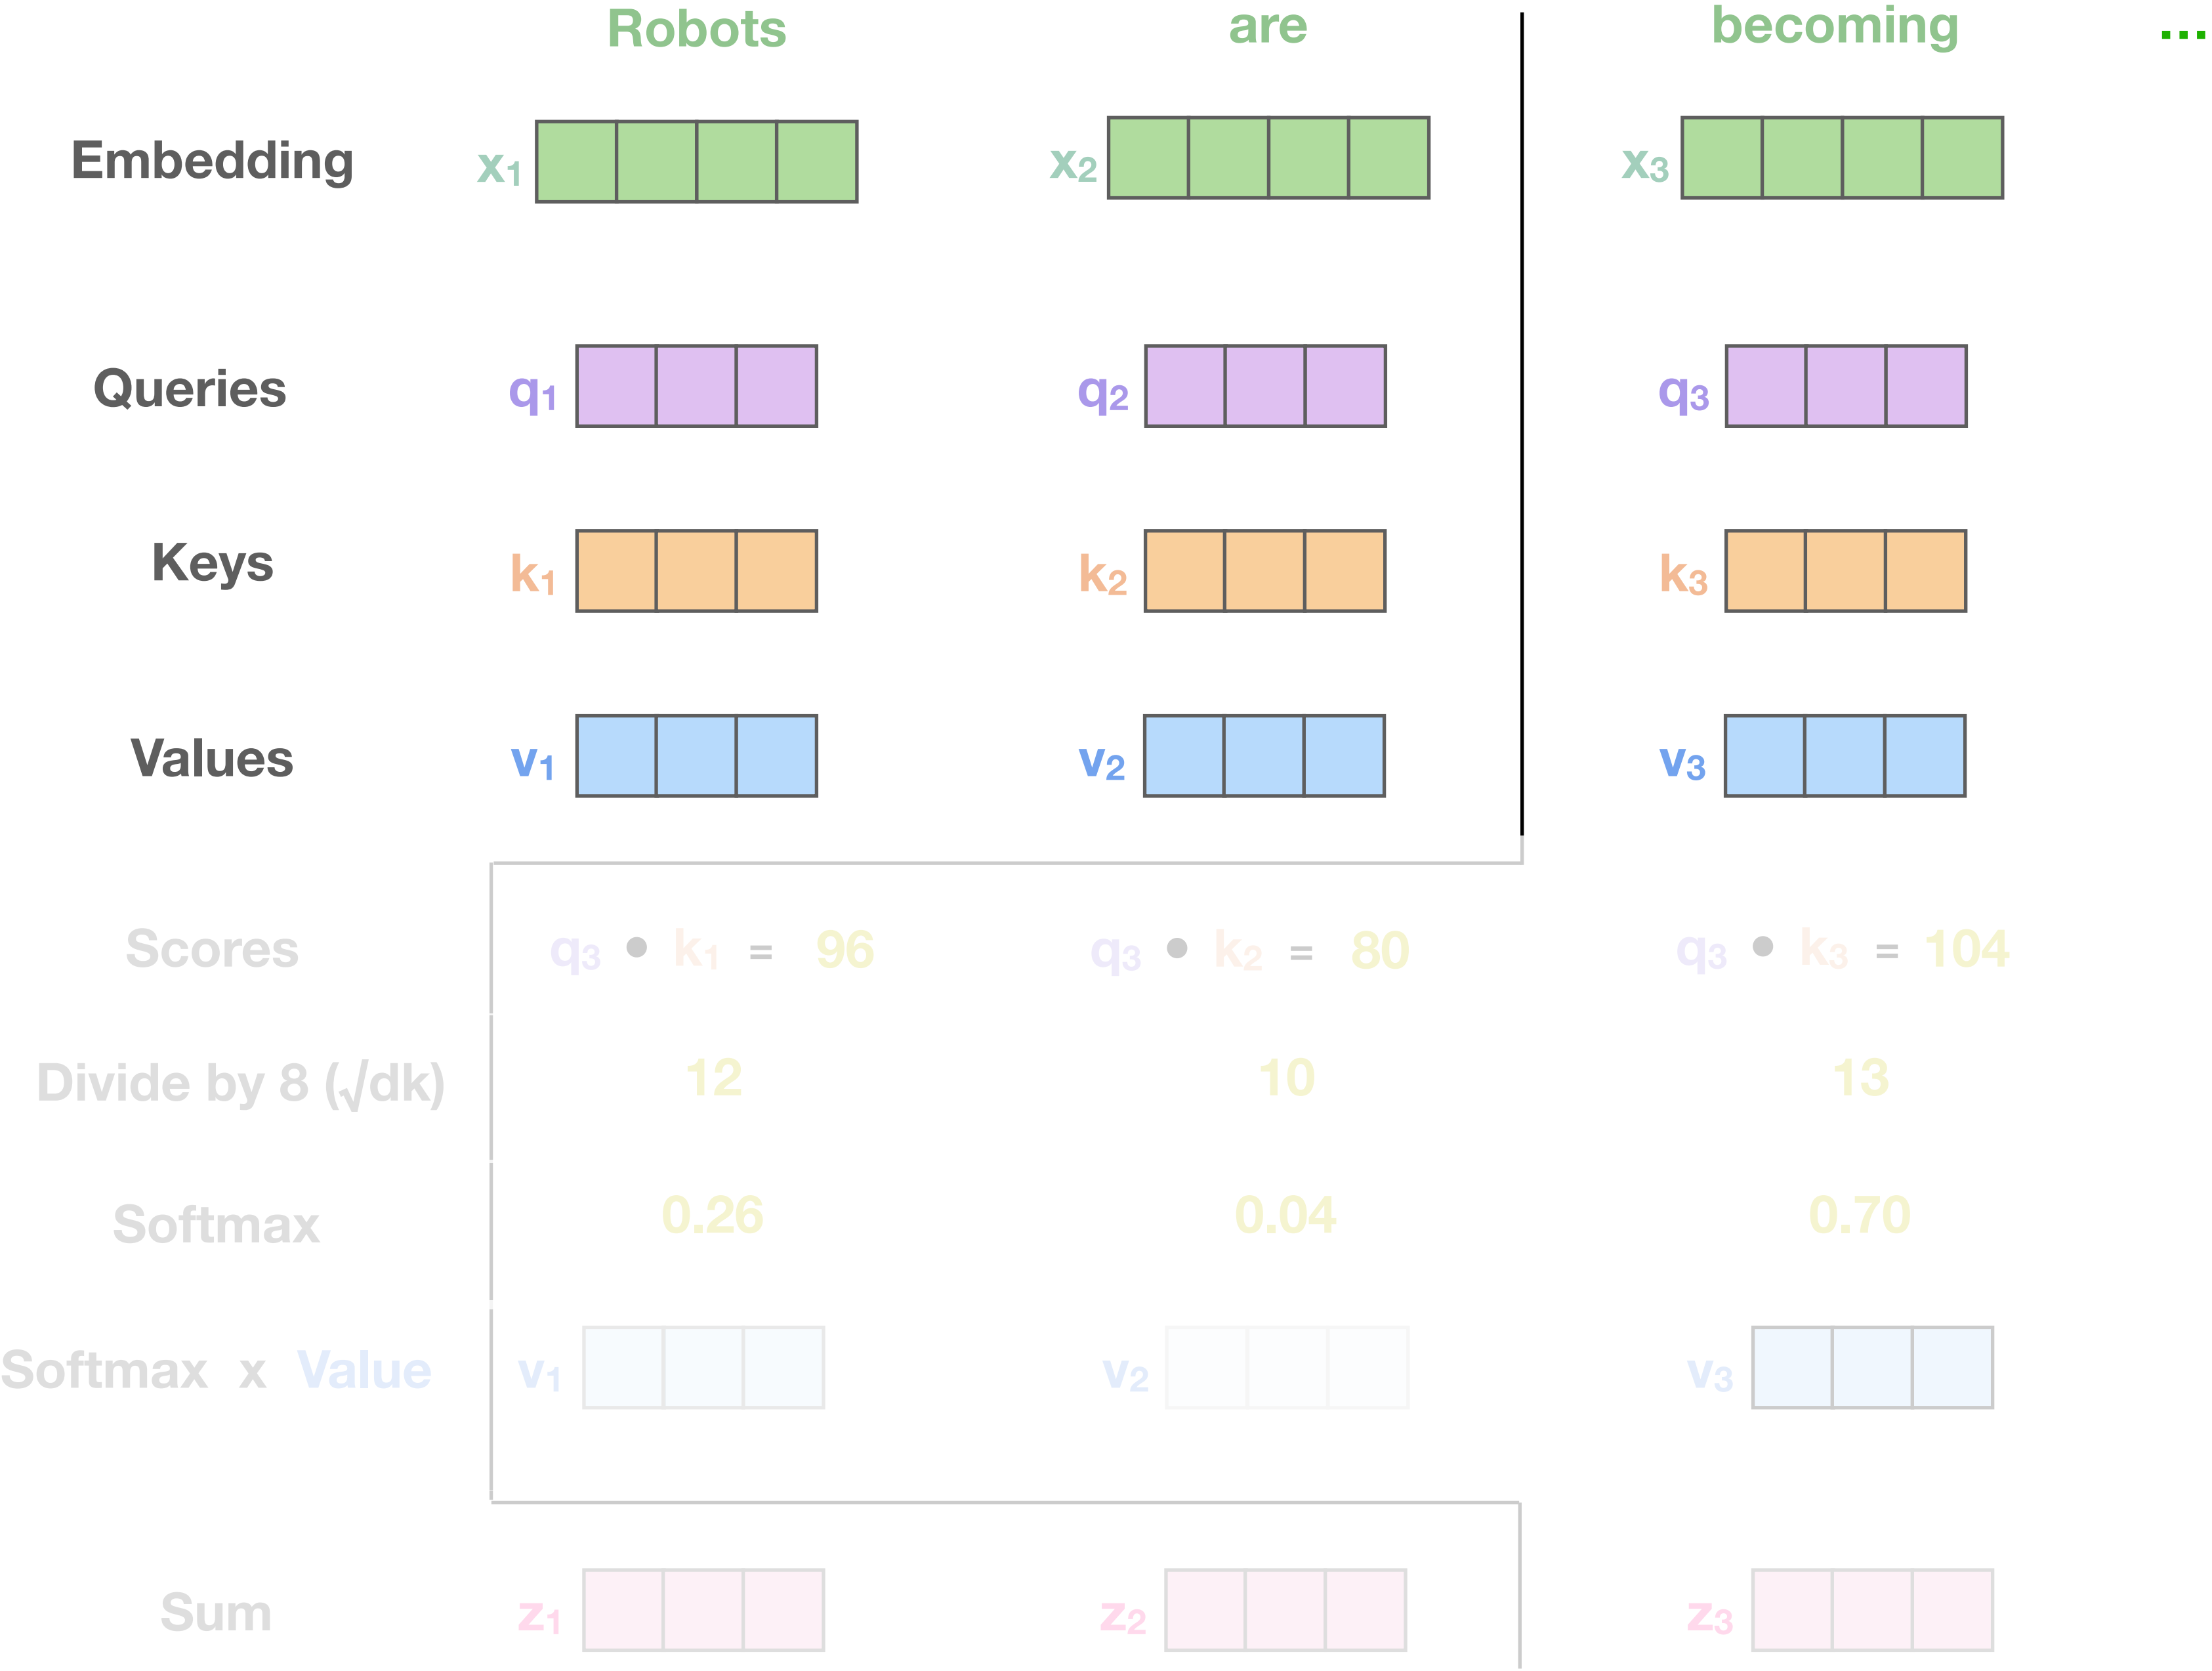 Robots are becoming ...
Embedding x1 x2 x3
Queries q1 q2 q3
Keys k1 k2 k3
Values v1 v2 v3
Scores q3 • k1 = 96 q3 • k2 = 80 q3 • k3 = 104
Divide by 8 (√dk) 12 10 13
Softmax 0.26 0.04 0.70
Softmax x Value v1 v2 v3
Sum z1 z2 z3